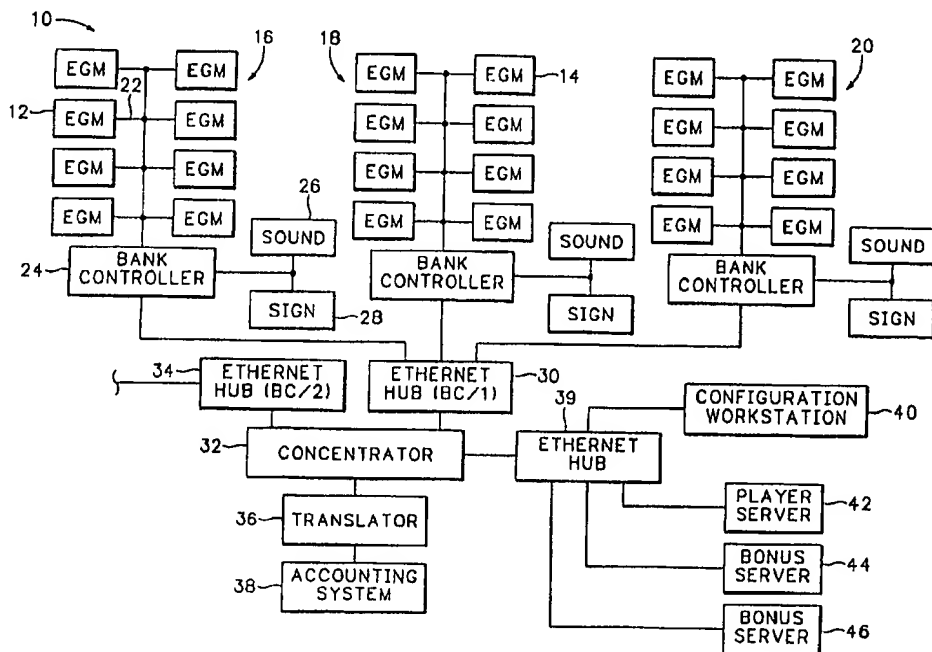 10
16
18
20
EGM EGM EGM EGM EGM EGM
22
14
12
EGM EGM EGM EGM EGM EGM
EGM EGM EGM EGM EGM EGM
EGM EGM EGM EGM EGM EGM
26
SOUND
SOUND
SOUND
24
BANK
CONTROLLER
BANK
CONTROLLER
BANK
CONTROLLER
SIGN
28
SIGN
SIGN
34
ETHERNET
HUB (BC/2)
ETHERNET
HUB (BC/1)
30
39
CONFIGURATION
WORKSTATION
40
32
CONCENTRATOR
ETHERNET
HUB
36
TRANSLATOR
PLAYER
SERVER
42
38
ACCOUNTING
SYSTEM
BONUS
SERVER
44
BONUS
SERVER
46